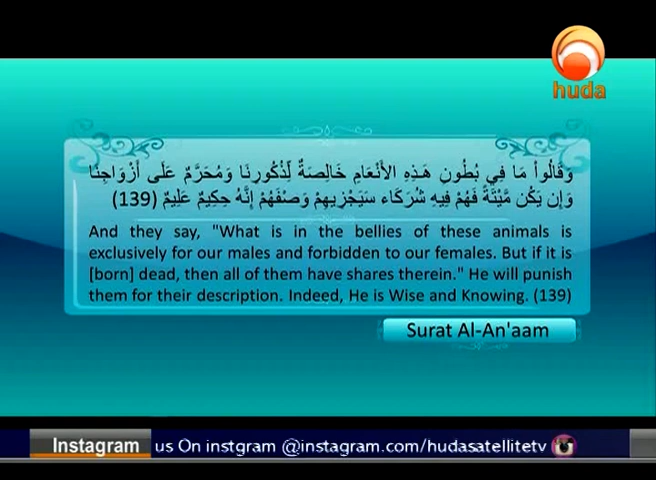 huda
وَقَالُواْ مَا فِي بُطُونِ هَـذِهِ الأَنْعَامِ خَالِصَةٌ لِّذُكُورِنَا وَمُحَرَّمٌ عَلَى أَزْوَاجِنَا
وَإِن يَكُن مَّيْتَةً فَهُمْ فِيهِ شُرَكَاء سَيَجْزِيهِمْ وَصْفَهُمْ إِنَّهُ حِكِيمٌ عَلِيمٌ (139)
And they say, "What is in the bellies of these animals is
exclusively for our males and forbidden to our females. But if it is
[born] dead, then all of them have shares therein." He will punish
them for their description. Indeed, He is Wise and Knowing. (139)
Surat Al-An'aam
Instagram us On instgram @instagram.com/hudasatellitetv